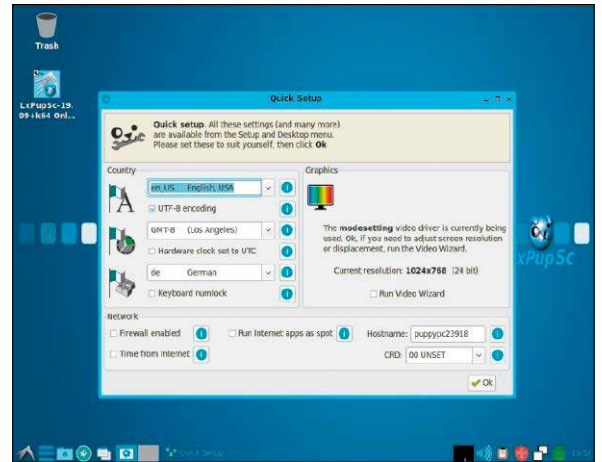 Trash
LxPupSc-19.
09+k64 Onl...
Quick Setup
Quick setup. All these settings (and many more)
are available from the Setup and Desktop menu.
Please set these to suit yourself, then click Ok
Country
en_US English, USA
UTF-8 encoding
GMT-8 (Los Angeles)
Hardware clock set to UTC
de German
Keyboard numlock
Graphics
The modesetting video driver is currently being
used. Ok, if you need to adjust screen resolution
or displacement, run the Video Wizard.
Current resolution: 1024x768 (24 bit)
Run Video Wizard
Network
Firewall enabled
Run Internet apps as spot
Hostname: puppypc23918
Time from internet
CRD: 00 UNSET
Ok
xPupSc
Quick Setup